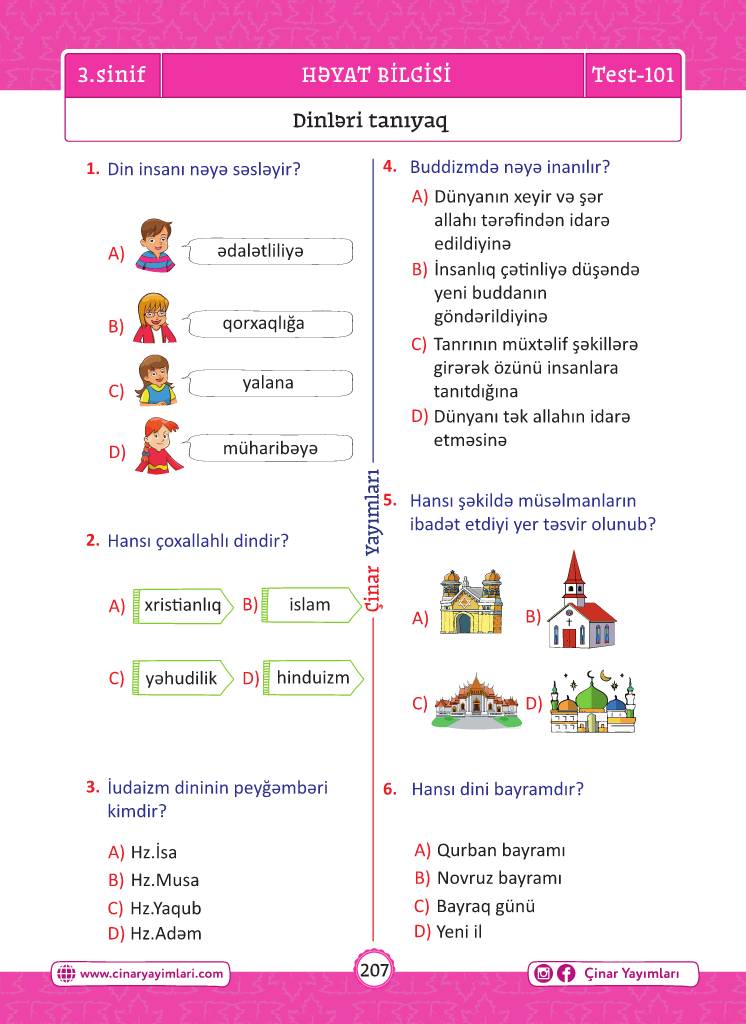 3.sinif
HƏYAT BİLGİSİ
Test-101
Dinləri tanıyaq
1. Din insanı nəyə səsləyir?
A) ədalətliliyə
B) qorxaqlığa
C) yalana
D) müharibəyə
2. Hansı çoxallahlı dindir?
A) xristianlıq
B) islam
C) yəhudilik
D) hinduizm
3. İudaizm dininin peyğəmbəri
kimdir?
A) Hz.İsa
B) Hz.Musa
C) Hz.Yaqub
D) Hz.Adəm
Çinar Yayımları
4. Buddizmdə nəyə inanılır?
A) Dünyanın xeyir və şər
allahı tərəfindən idarə
edildiyinə
B) İnsanlıq çətinliyə düşəndə
yeni buddanın
göndərildiyinə
C) Tanrının müxtəlif şəkillərə
girərək özünü insanlara
tanıtdığına
D) Dünyanı tək allahın idarə
etməsinə
5. Hansı şəkildə müsəlmanların
ibadət etdiyi yer təsvir olunub?
A)
B)
C)
D)
6. Hansı dini bayramdır?
A) Qurban bayramı
B) Novruz bayramı
C) Bayraq günü
D) Yeni il
www.cinaryayimlari.com
207
Çinar Yayımları